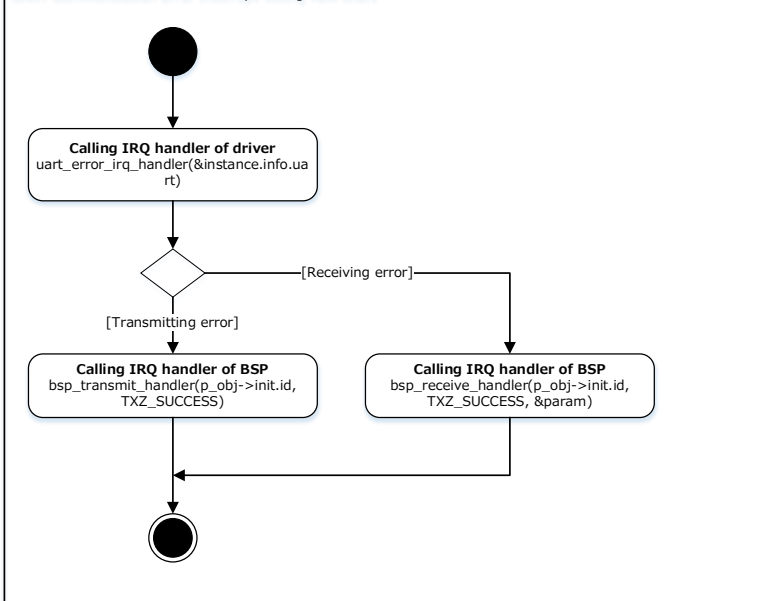 Calling IRQ handler of driver
uart_error_irq_handler(&instance.info.ua
rt)
[Receiving error]
[Transmitting error]
Calling IRQ handler of BSP
bsp_transmit_handler(p_obj->init.id,
TXZ_SUCCESS)
Calling IRQ handler of BSP
bsp_receive_handler(p_obj->init.id,
TXZ_SUCCESS, &param)